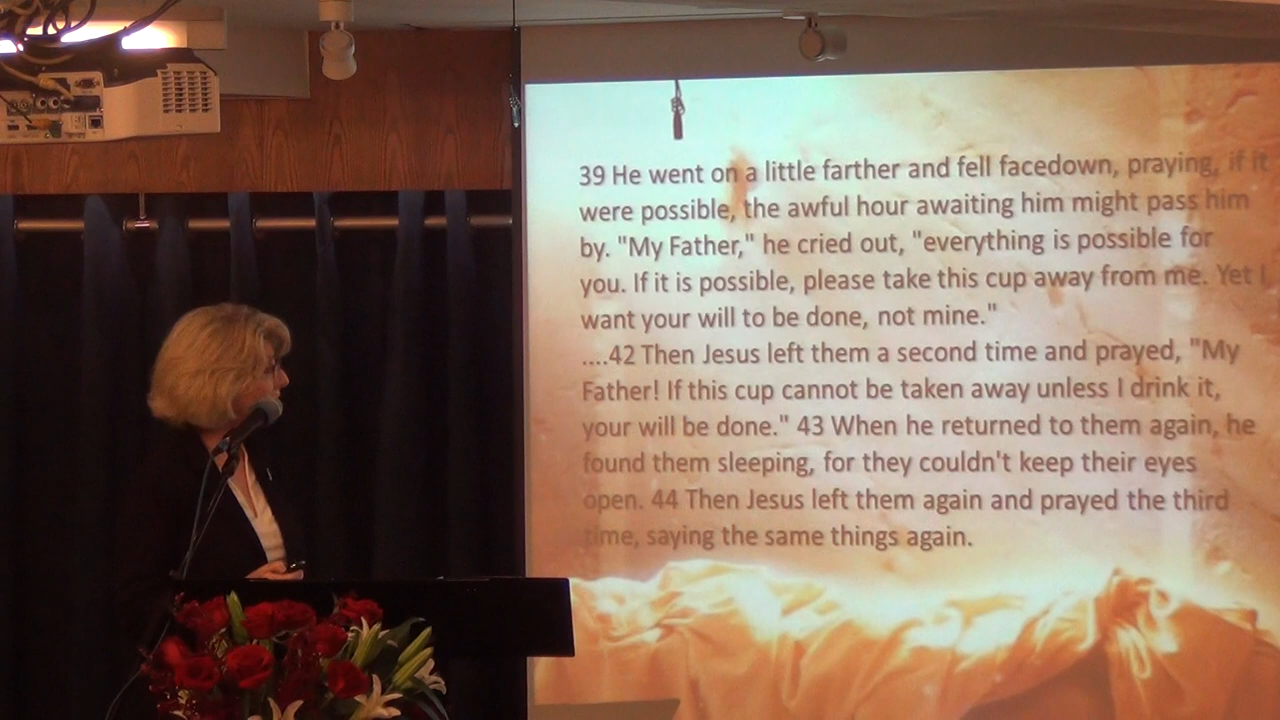 39 He went on a little farther and fell facedown, praying, if it
were possible, the awful hour awaiting him might pass him
by. "My Father," he cried out, "everything is possible for
you. If it is possible, please take this cup away from me. Yet I
want your will to be done, not mine."
....42 Then Jesus left them a second time and prayed, "My
Father! If this cup cannot be taken away unless I drink it,
your will be done." 43 When he returned to them again, he
found them sleeping, for they couldn't keep their eyes
open. 44 Then Jesus left them again and prayed the third
time, saying the same things again.